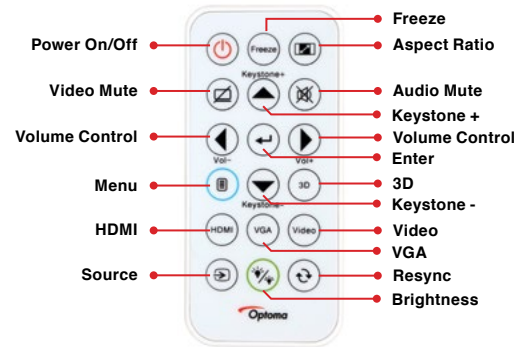 Freeze
Power On/Off
Freeze
Aspect Ratio
Keystone+
Video Mute
Audio Mute
Keystone +
Volume Control
Volume Control
Vol-
Vol+
Enter
Menu
3D
3D
Keystone-
Keystone -
HDMI
HDMI
VGA
Video
Video
VGA
Source
Resync
Brightness
Optoma